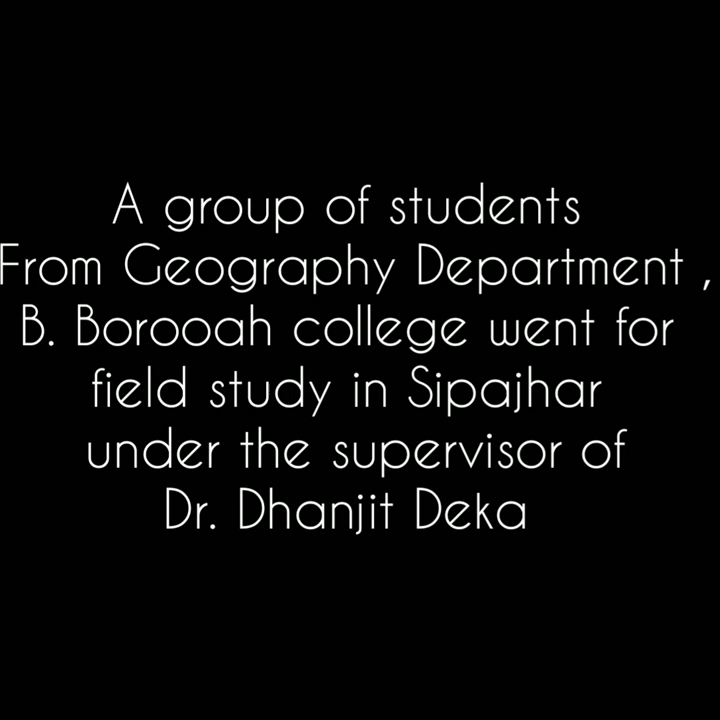 A group of students
From Geography Department ,
B. Borooah college went for
field study in Sipajhar
under the supervisor of
Dr. Dhanjit Deka